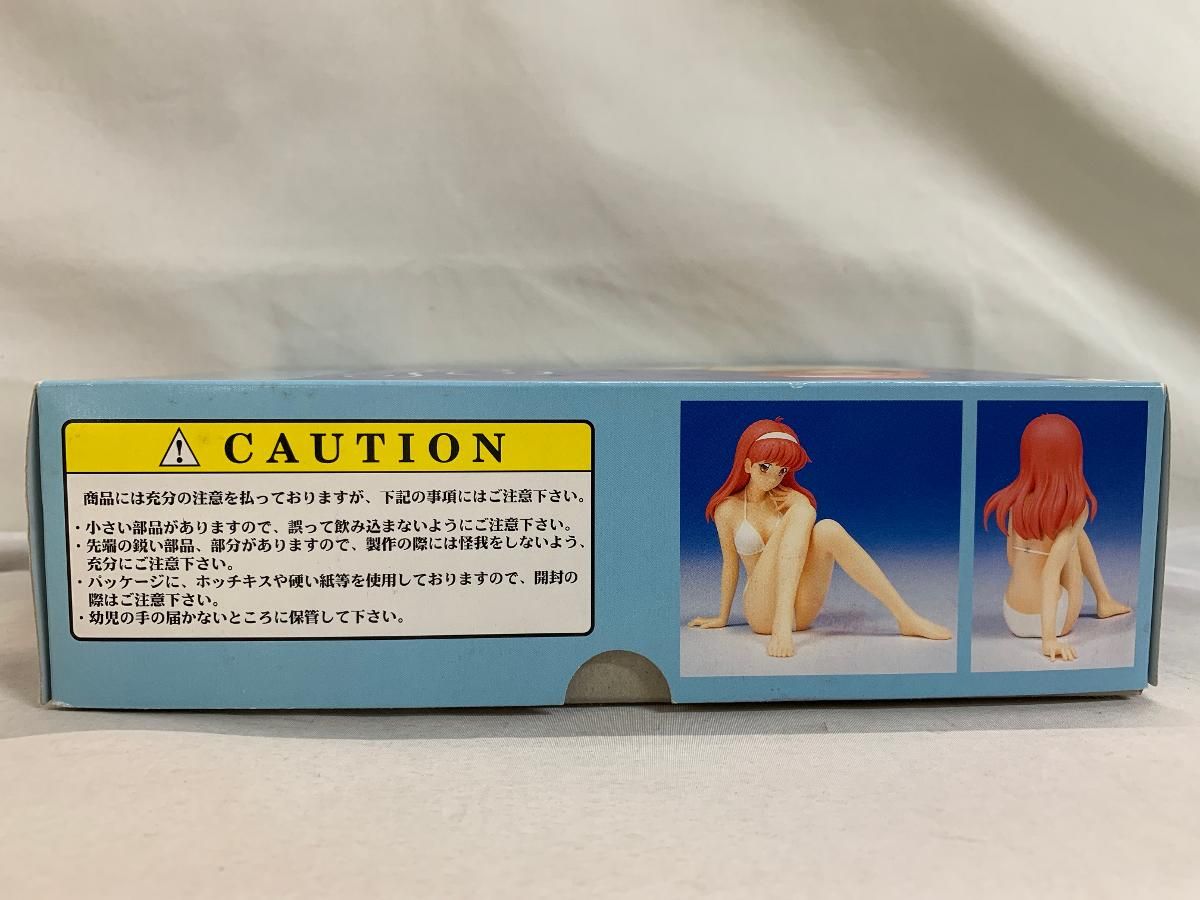 CAUTION
商品には充分の注意を払っておりますが、下記の事項にはご注意下さい。
・小さい部品がありますので、誤って飲み込まないようにご注意下さい。
・先端の鋭い部品、部分がありますので、製作の際には怪我をしないよう、
充分にご注意下さい。
・パッケージに、ホッチキスや硬い紙等を使用しておりますので、開封の
際はご注意下さい。
・幼児の手の届かないところに保管して下さい。